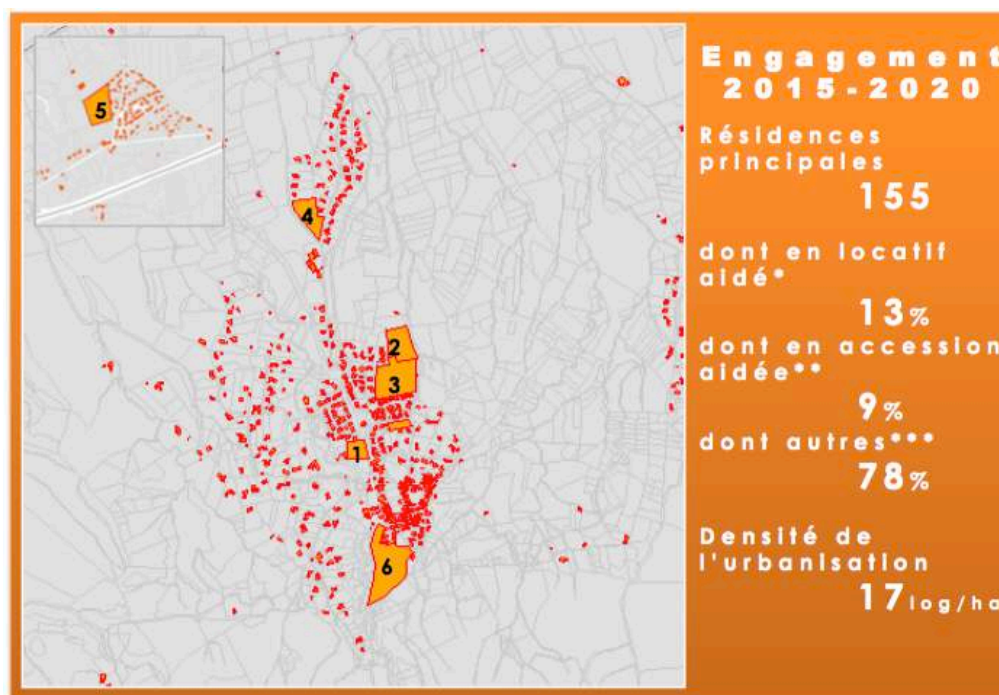 5
4
2
3
1
6
Engagement
2015-2020
Résidences
principales
155
dont en locatif
aidé*
13%
dont en accession
aidée**
9%
dont autres***
78%
Densité de
l'urbanisation
17log/ha